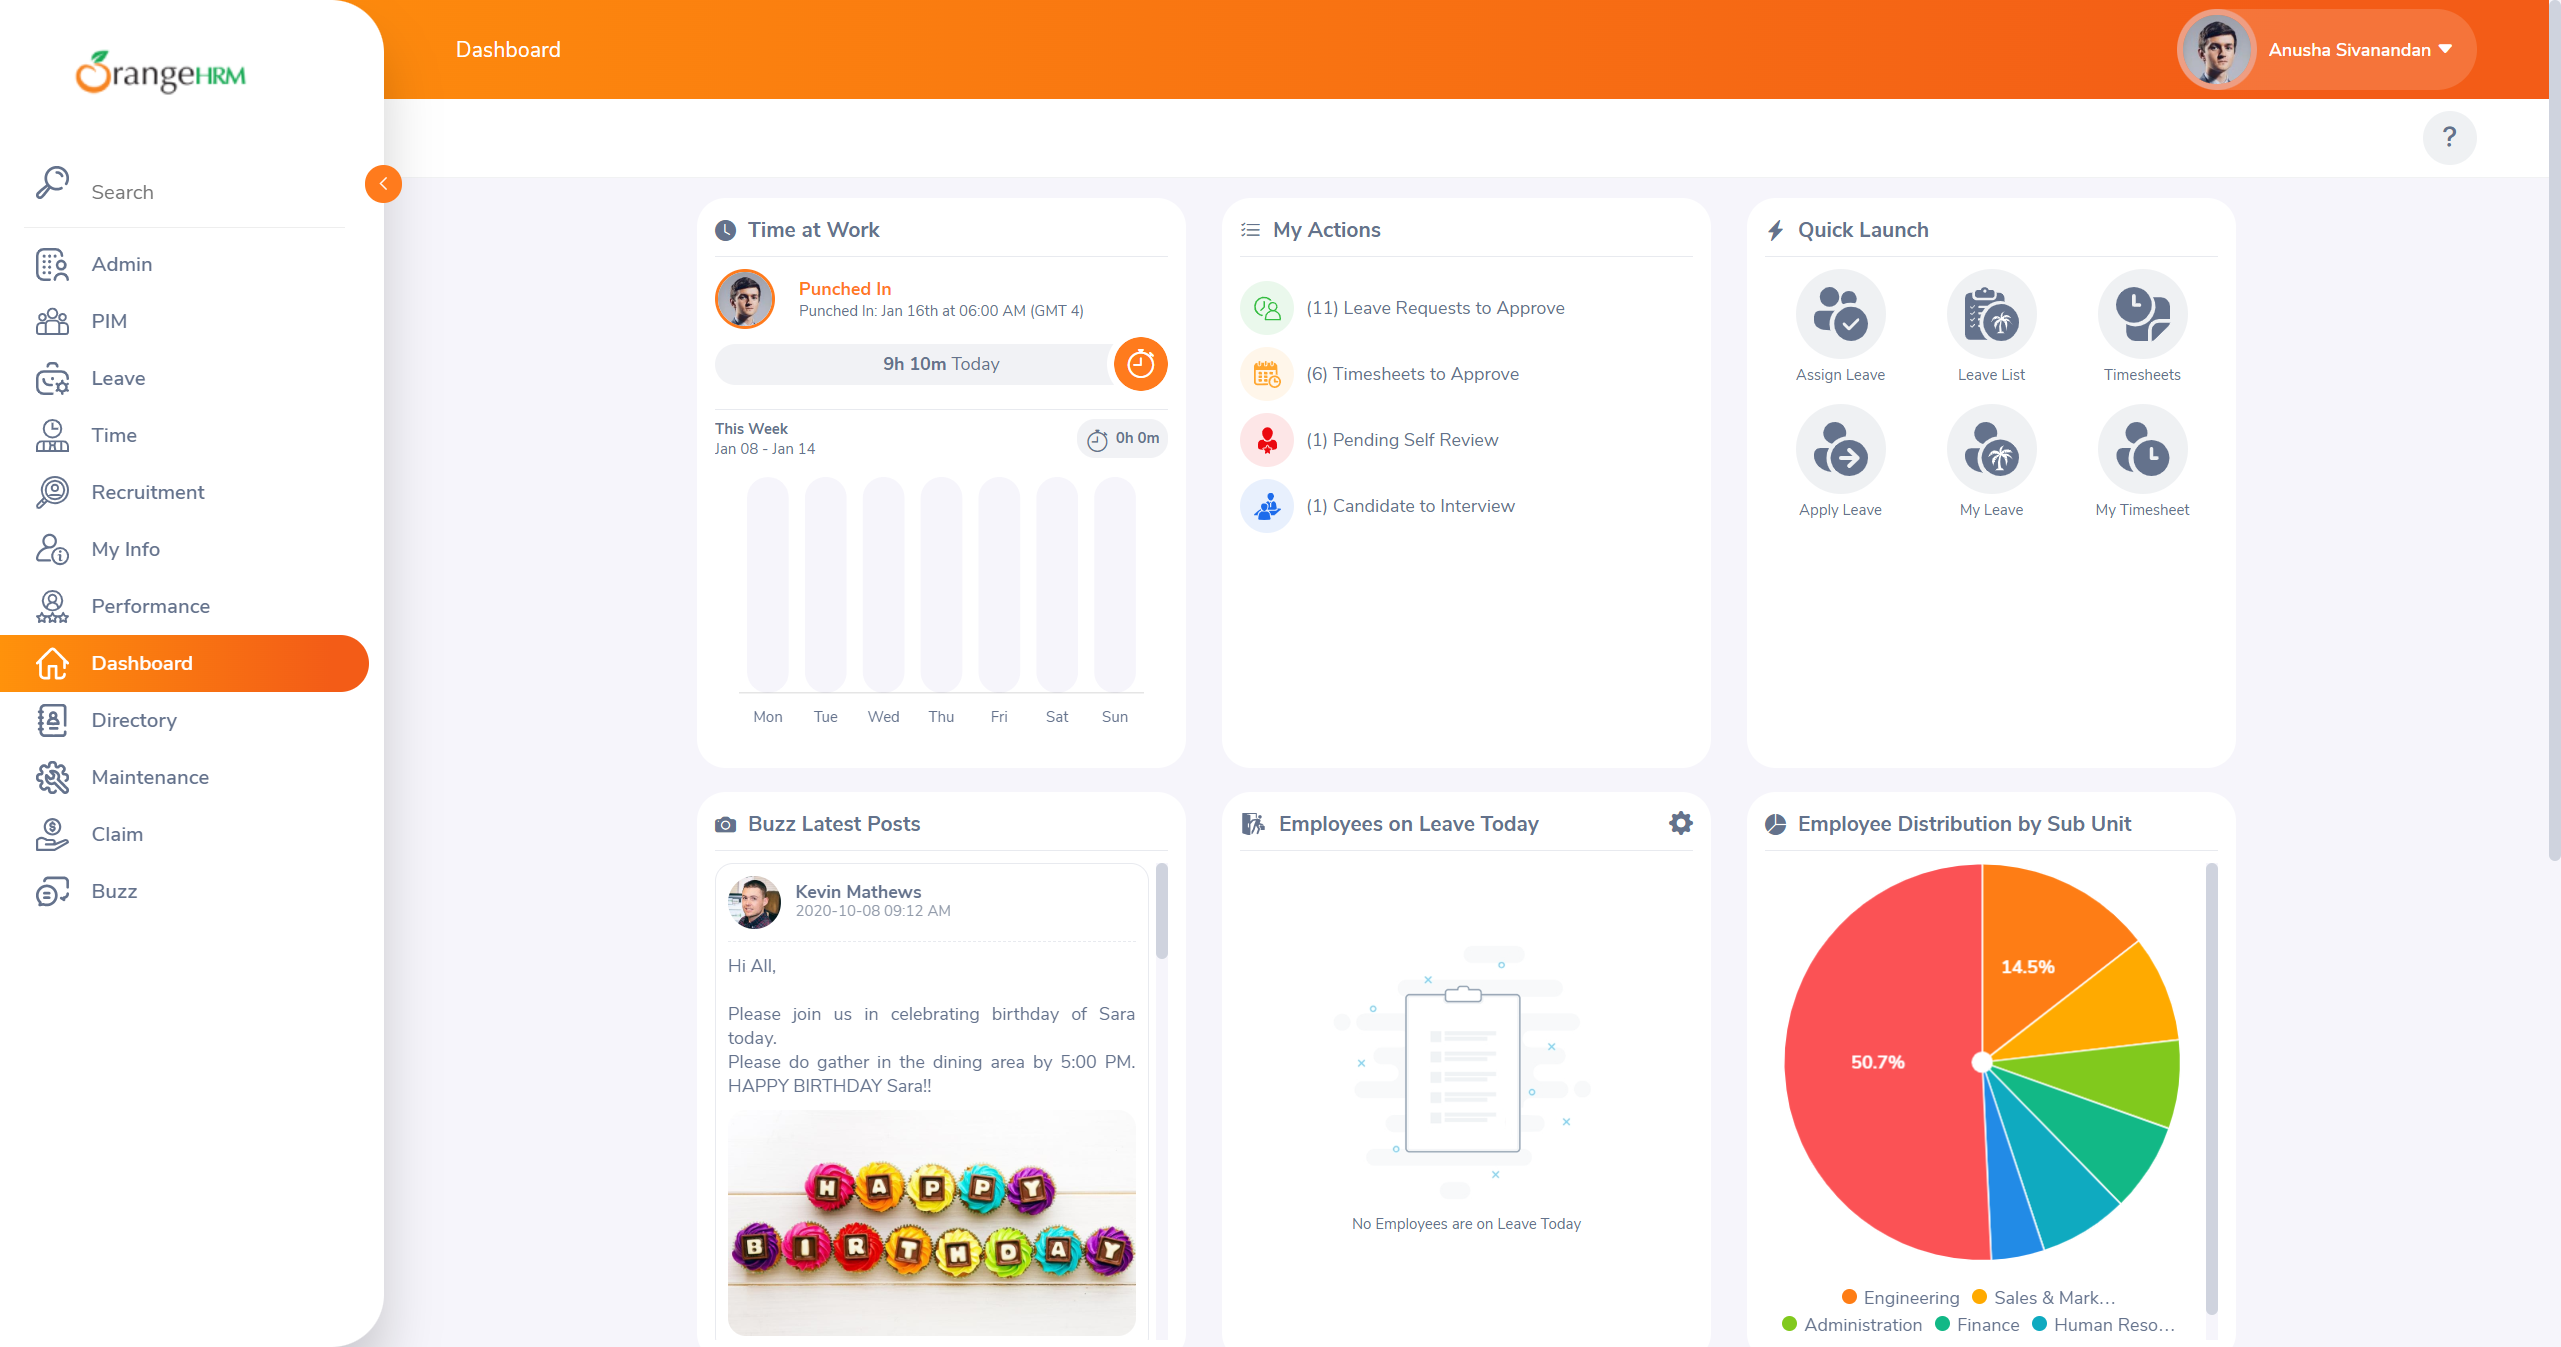 OrangeHRM
Dashboard
Anusha Sivanandan
?
Search
Admin
PIM
Leave
Time
Recruitment
My Info
Performance
Dashboard
Directory
Maintenance
Claim
Buzz
Time at Work
Punched In
Punched In: Jan 16th at 06:00 AM (GMT 4)
9h 10m Today
This Week
Jan 08 - Jan 14
0h 0m
Mon Tue Wed Thu Fri Sat Sun
My Actions
(11) Leave Requests to Approve
(6) Timesheets to Approve
(1) Pending Self Review
(1) Candidate to Interview
Quick Launch
Assign Leave Leave List Timesheets
Apply Leave My Leave My Timesheet
Buzz Latest Posts
Kevin Mathews
2020-10-08 09:12 AM
Hi All,
Please join us in celebrating birthday of Sara
today.
Please do gather in the dining area by 5:00 PM.
HAPPY BIRTHDAY Sara!!
HAPPY
BIRTHDAY
Employees on Leave Today
No Employees are on Leave Today
Employee Distribution by Sub Unit
14.5%
50.7%
Engineering Sales & Mark...
Administration Finance Human Reso...